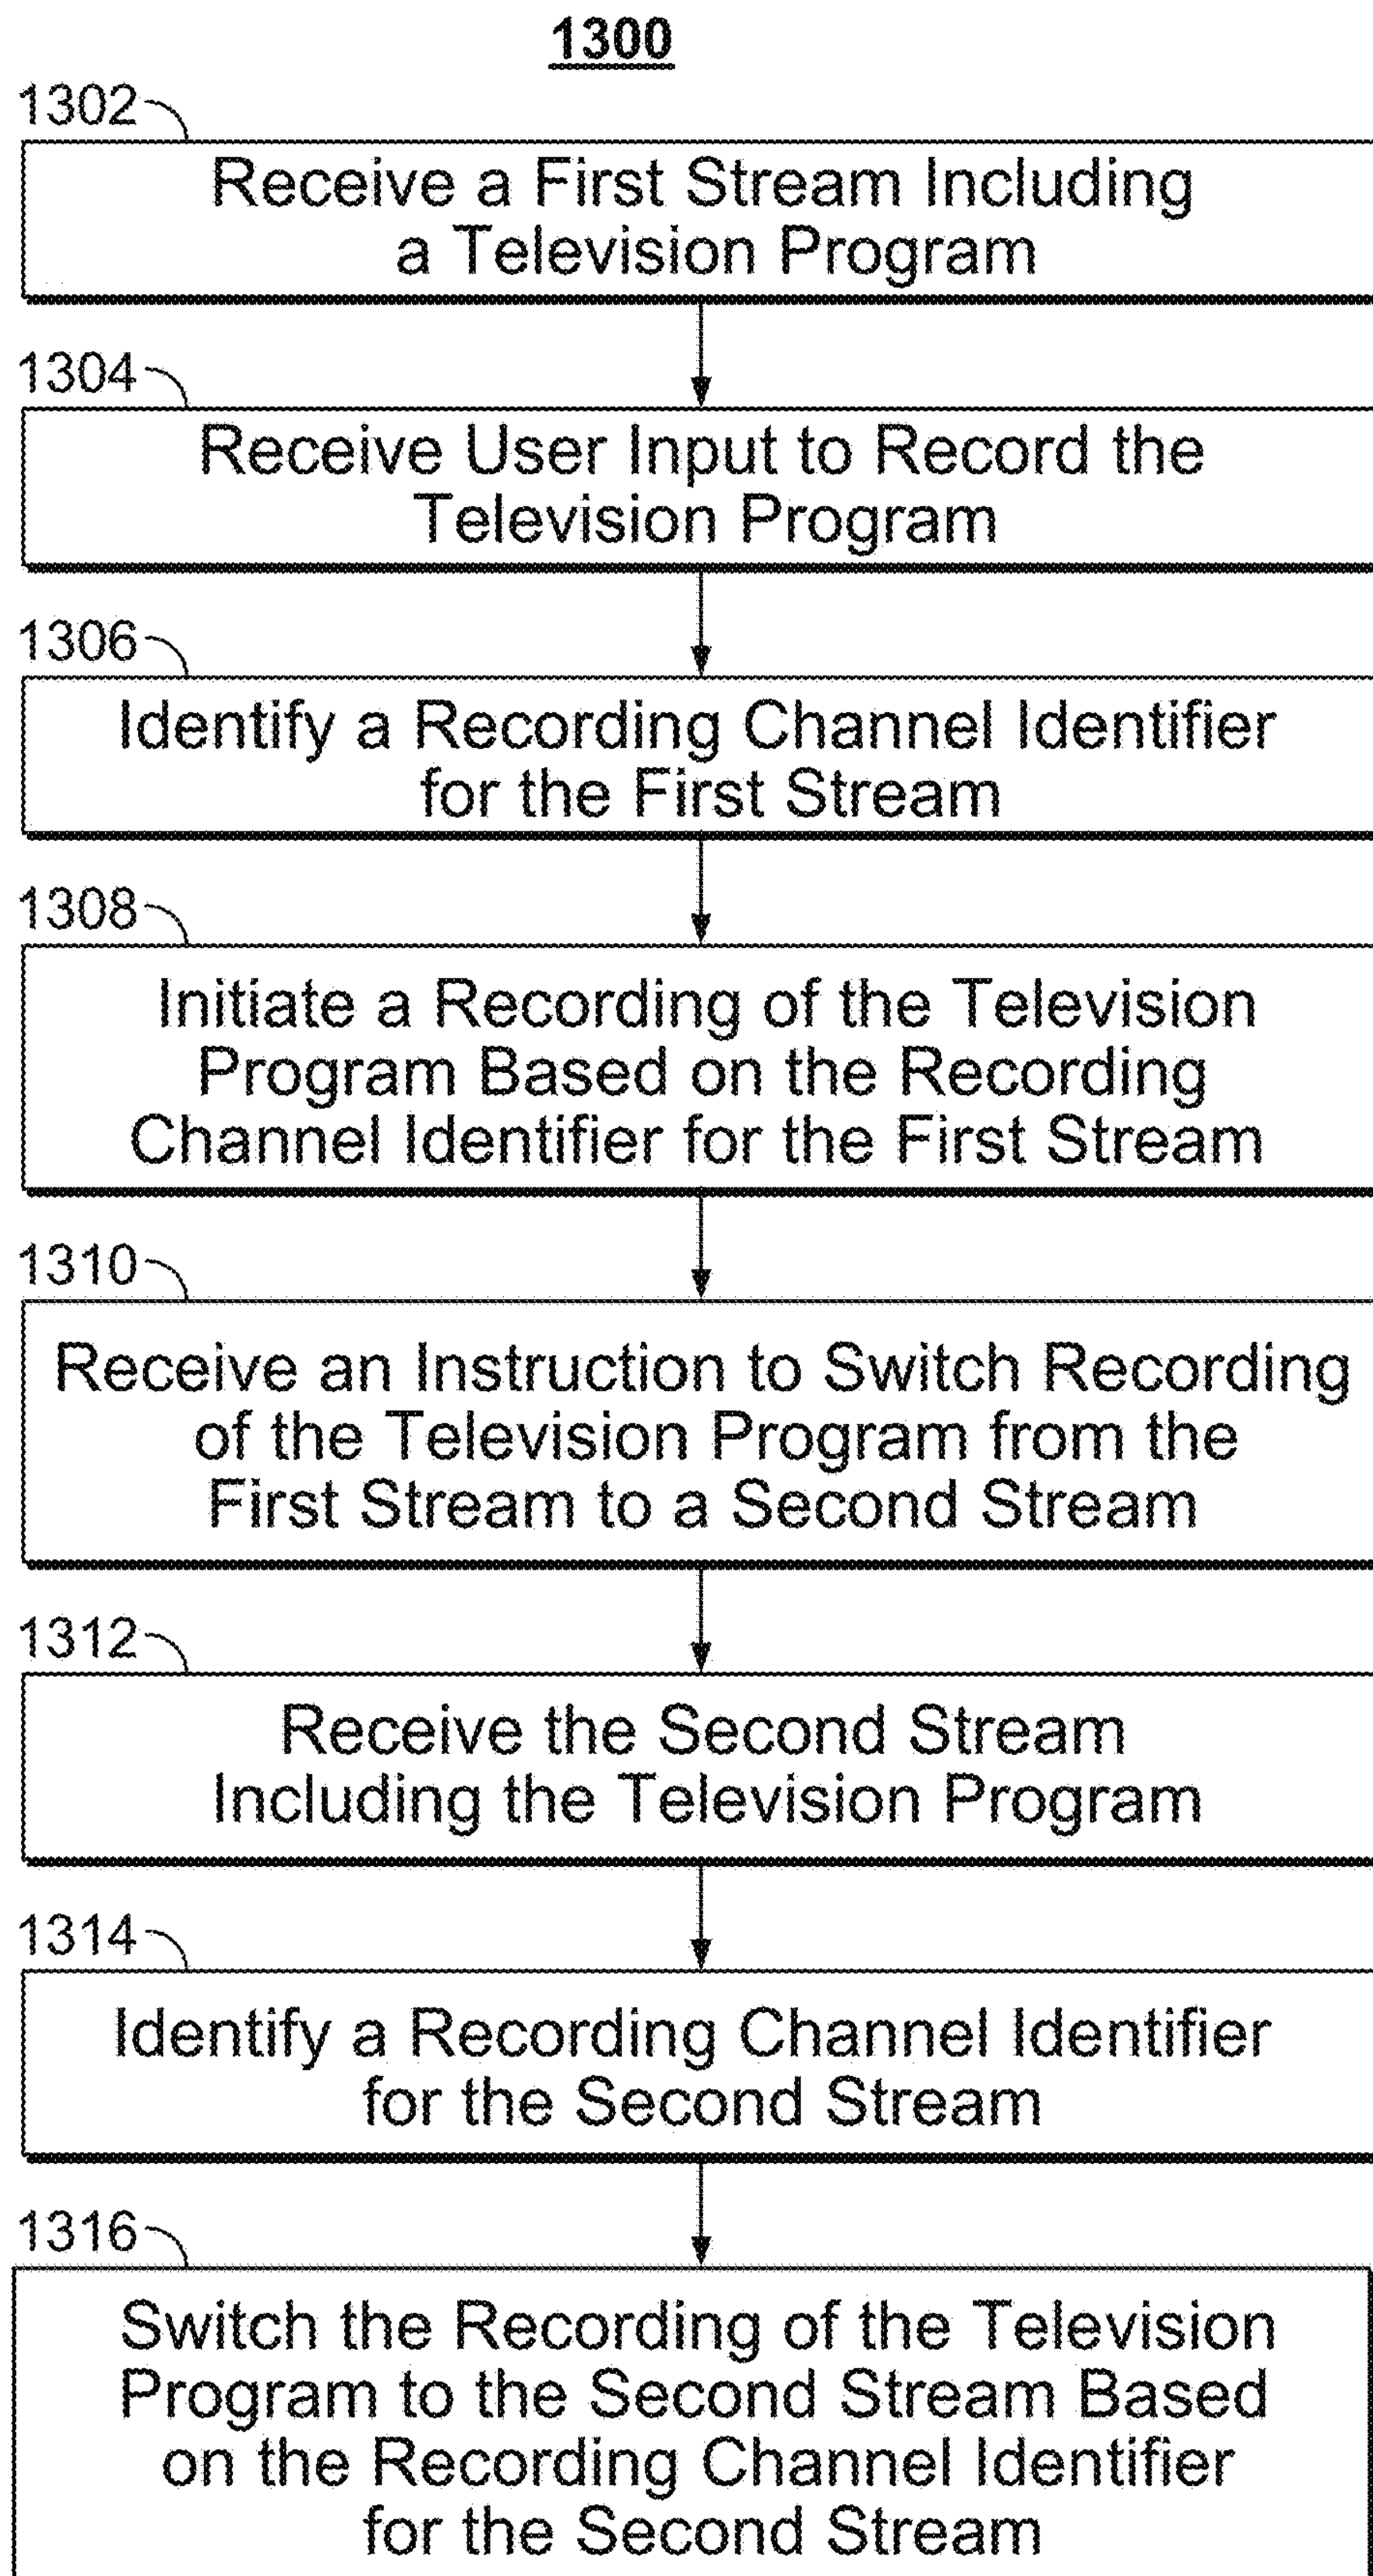 1300
1302
Receive a First Stream Including
a Television Program
1304
Receive User Input to Record the
Television Program
1306
Identify a Recording Channel Identifier
for the First Stream
1308
Initiate a Recording of the Television
Program Based on the Recording
Channel Identifier for the First Stream
1310
Receive an Instruction to Switch Recording
of the Television Program from the
First Stream to a Second Stream
1312
Receive the Second Stream
Including the Television Program
1314
Identify a Recording Channel Identifier
for the Second Stream
1316
Switch the Recording of the Television
Program to the Second Stream Based
on the Recording Channel Identifier
for the Second Stream